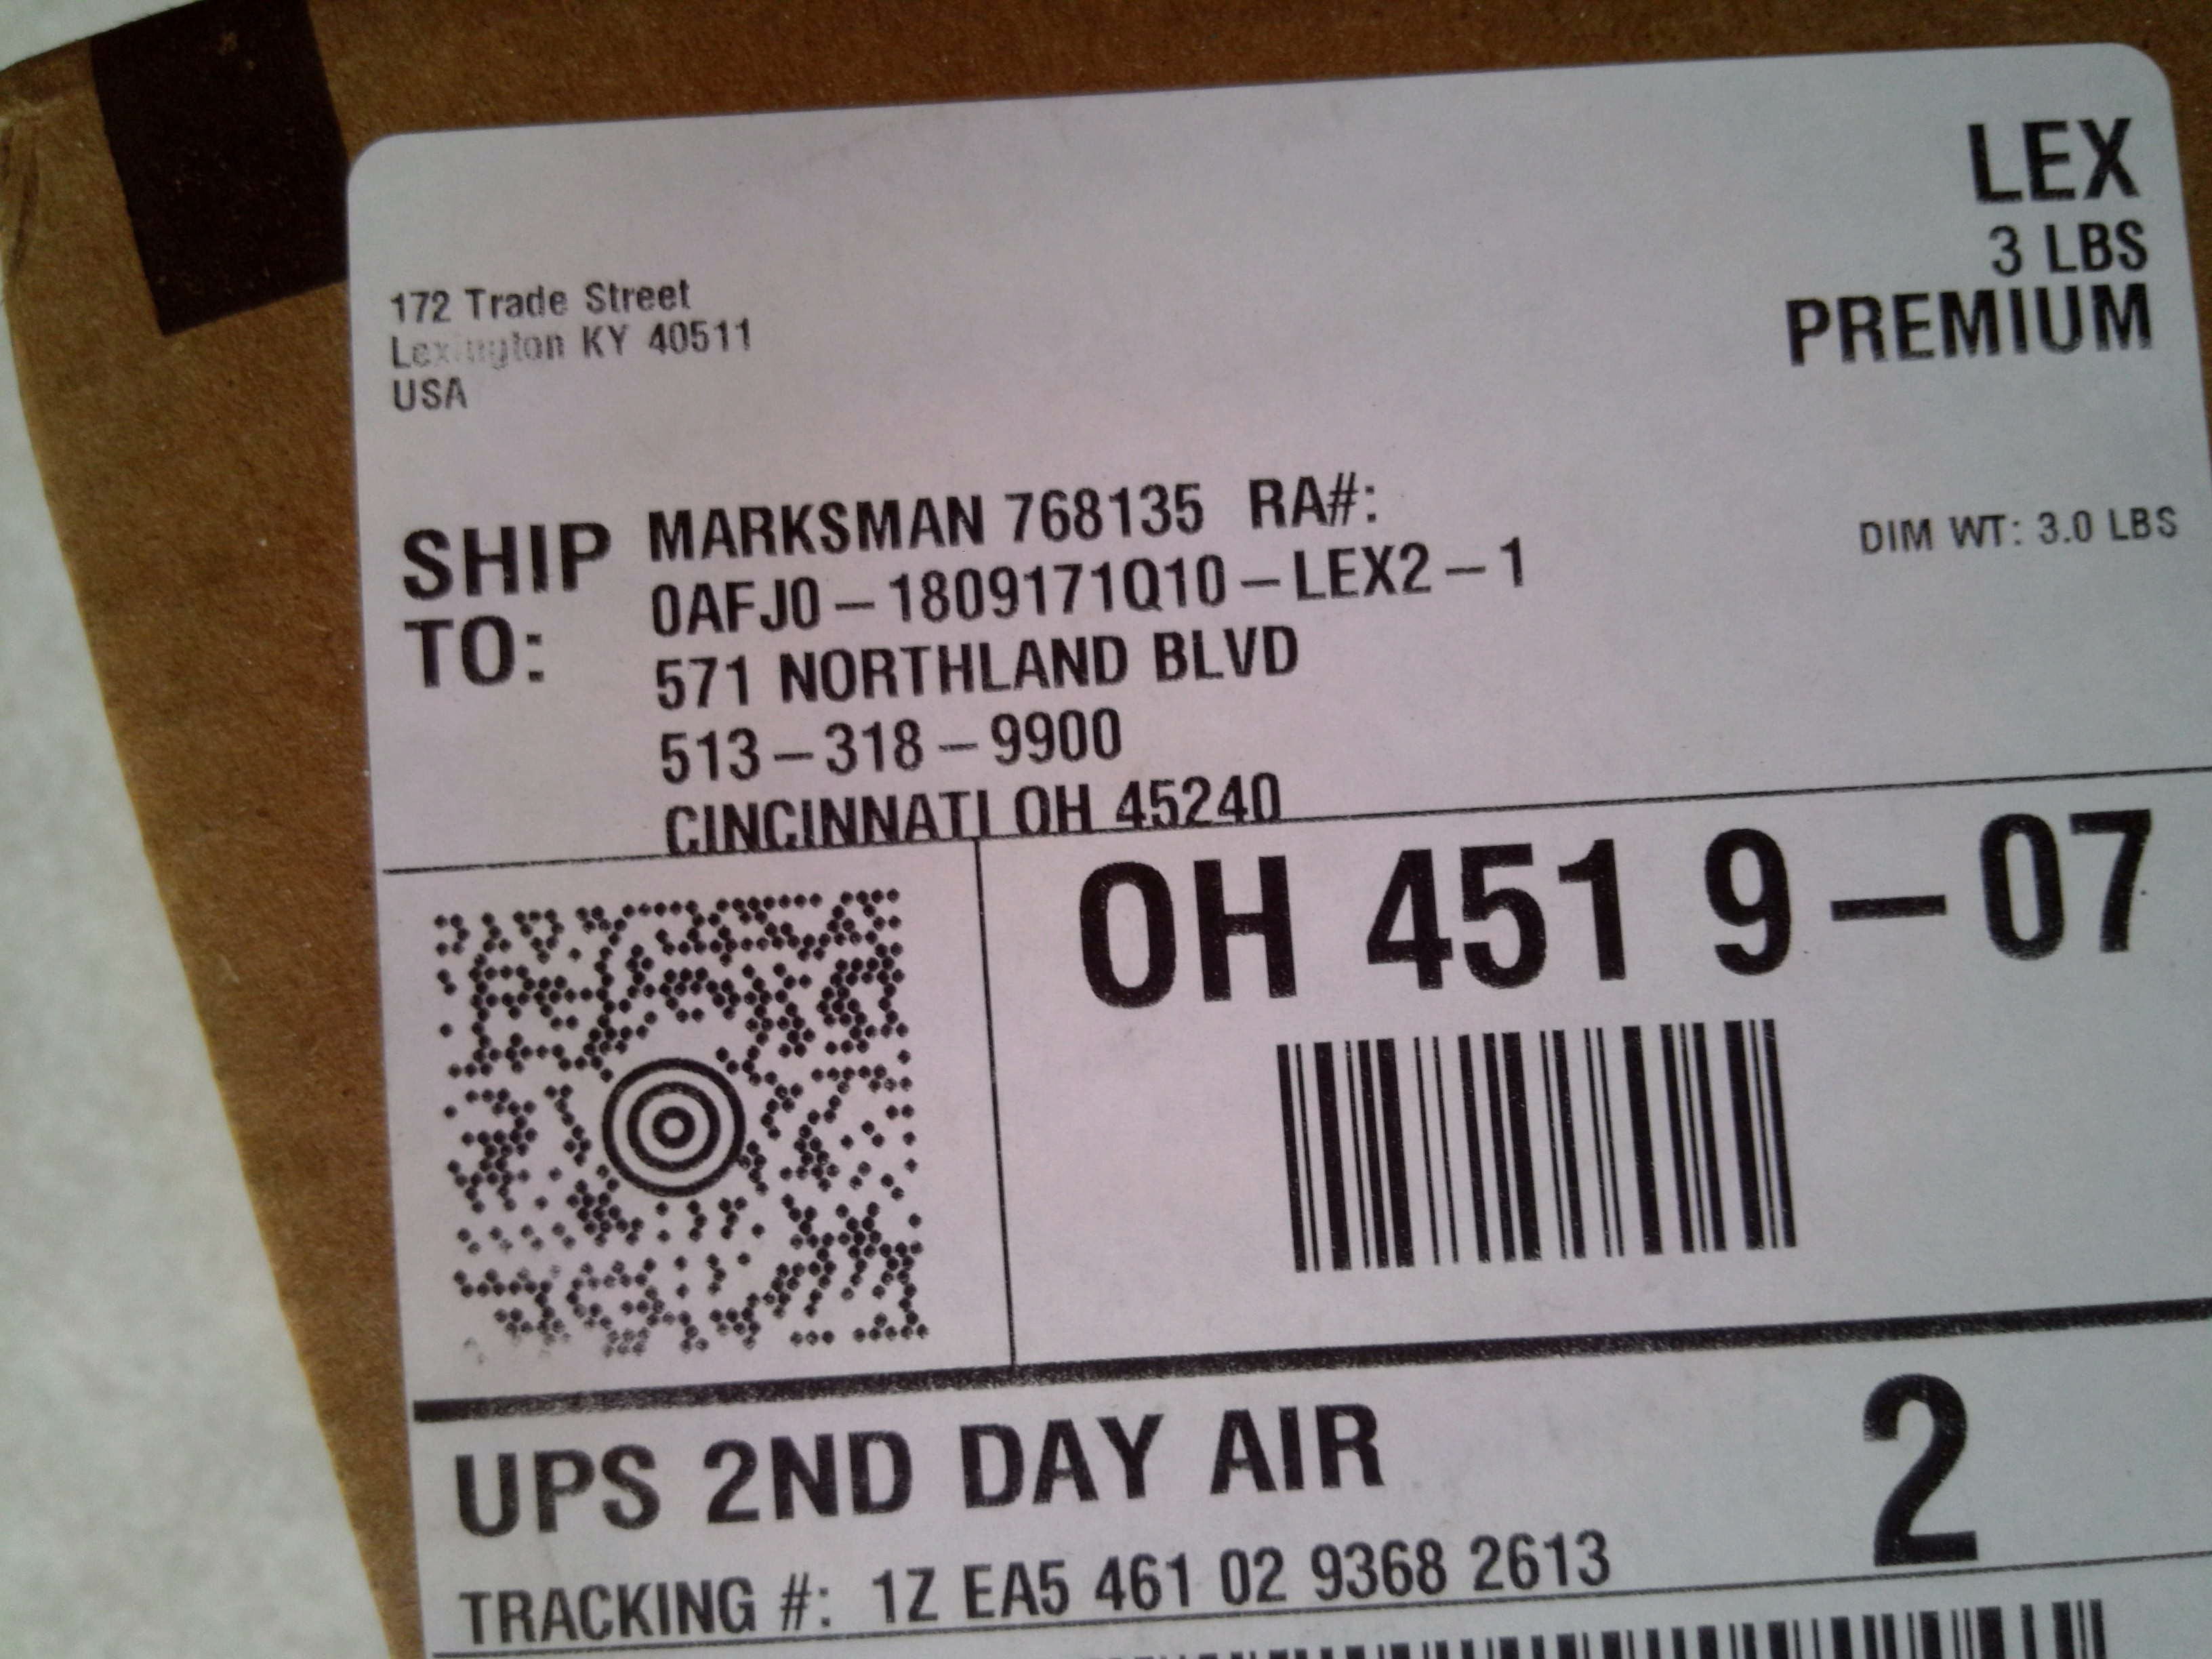 LEX
3 LBS
PREMIUM
172 Trade Street
Lexington KY 40511
USA
DIM WT: 3.0 LBS
SHIP TO:
MARKSMAN 768135 RA#:
0AFJ0-1809171Q10-LEX2-1
571 NORTHLAND BLVD
513-318-9900
CINCINNATI OH 45240
OH 451 9-07
UPS 2ND DAY AIR
2
TRACKING #: 1Z EA5 461 02 9368 2613